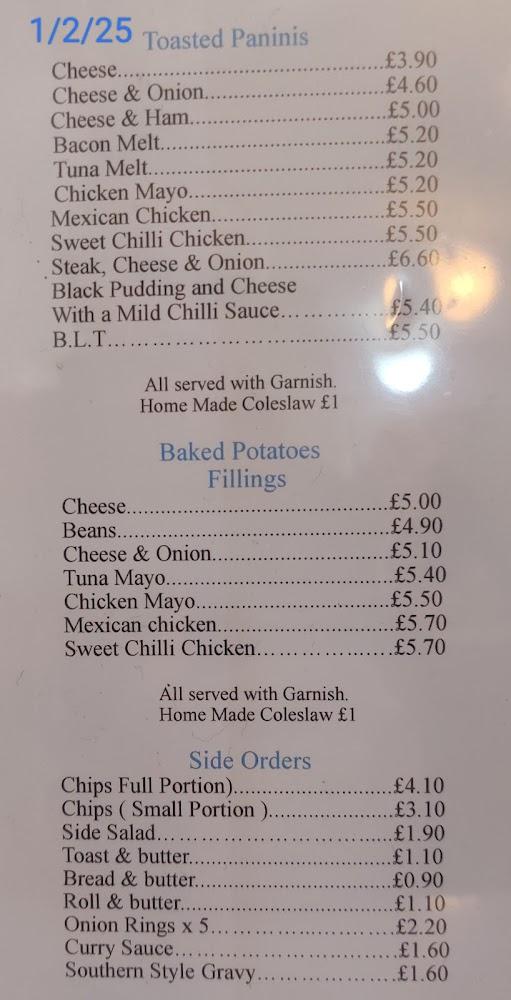 1/2/25 Toasted Paninis
Cheese..........................................£3.90
Cheese & Onion............................£4.60
Cheese & Ham..............................£5.00
Bacon Melt...................................£5.20
Tuna Melt.....................................£5.20
Chicken Mayo..............................£5.20
Mexican Chicken..........................£5.50
Sweet Chilli Chicken.....................£5.50
Steak, Cheese & Onion..................£6.60
Black Pudding and Cheese
With a Mild Chilli Sauce................£5.40
B.L.T............................................£5.50
All served with Garnish.
Home Made Coleslaw £1
Baked Potatoes
Fillings
Cheese.........................................£5.00
Beans..........................................£4.90
Cheese & Onion...........................£5.10
Tuna Mayo..................................£5.40
Chicken Mayo.............................£5.50
Mexican chicken..........................£5.70
Sweet Chilli Chicken....................£5.70
All served with Garnish.
Home Made Coleslaw £1
Side Orders
Chips Full Portion)........................£4.10
Chips ( Small Portion )...................£3.10
Side Salad....................................£1.90
Toast & butter...............................£1.10
Bread & butter..............................£0.90
Roll & butter................................£1.10
Onion Rings x 5............................£2.20
Curry Sauce..................................£1.60
Southern Style Gravy.....................£1.60